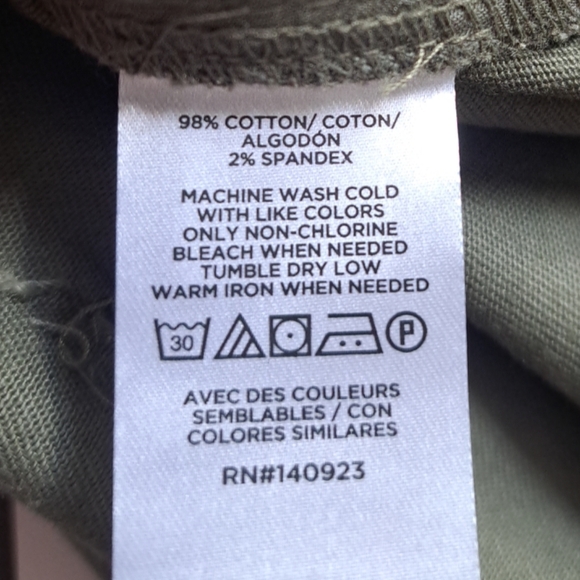 98% COTTON/ COTON/
ALGODÓN
2% SPANDEX
MACHINE WASH COLD
WITH LIKE COLORS
ONLY NON-CHLORINE
BLEACH WHEN NEEDED
TUMBLE DRY LOW
WARM IRON WHEN NEEDED
30 P
AVEC DES COULEURS
SEMBLABLES / CON
COLORES SIMILARES
RN#140923